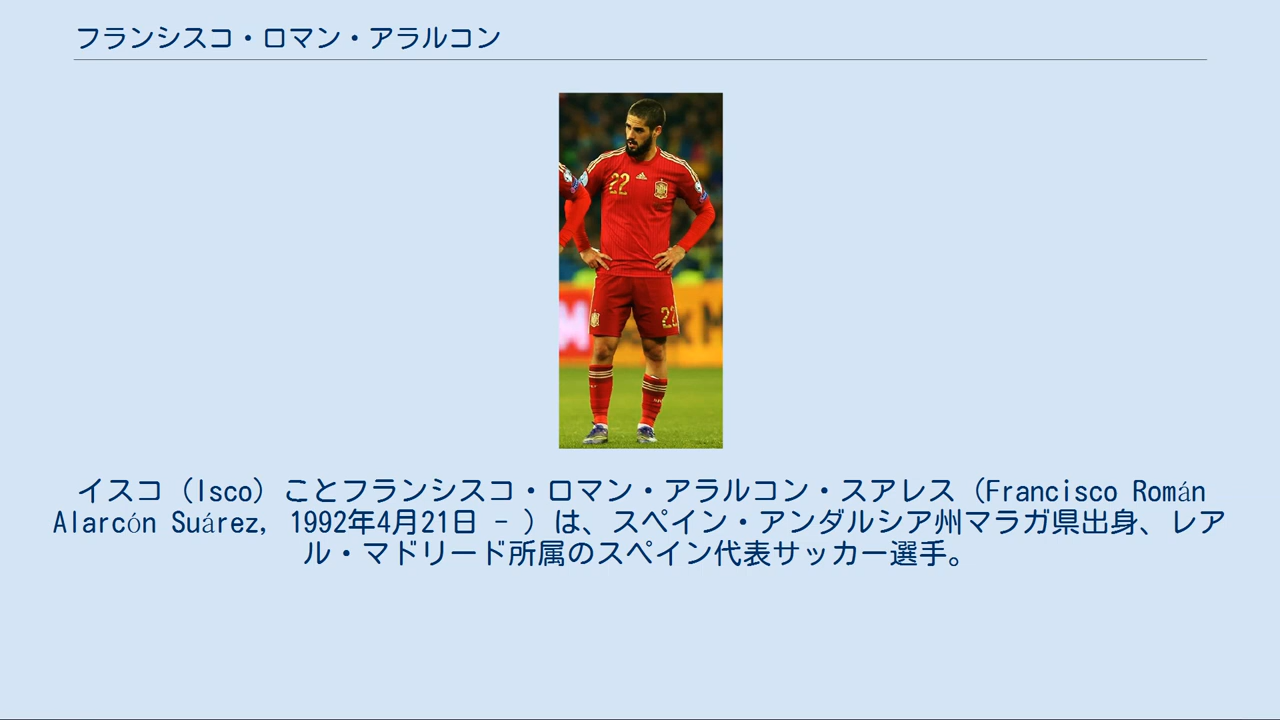 フランシスコ・ロマン・アラルコン
22
22
イスコ（Isco）ことフランシスコ・ロマン・アラルコン・スアレス（Francisco Román
Alarcón Suárez, 1992年4月21日 - ）は、スペイン・アンダルシア州マラガ県出身、レア
ル・マドリード所属のスペイン代表サッカー選手。